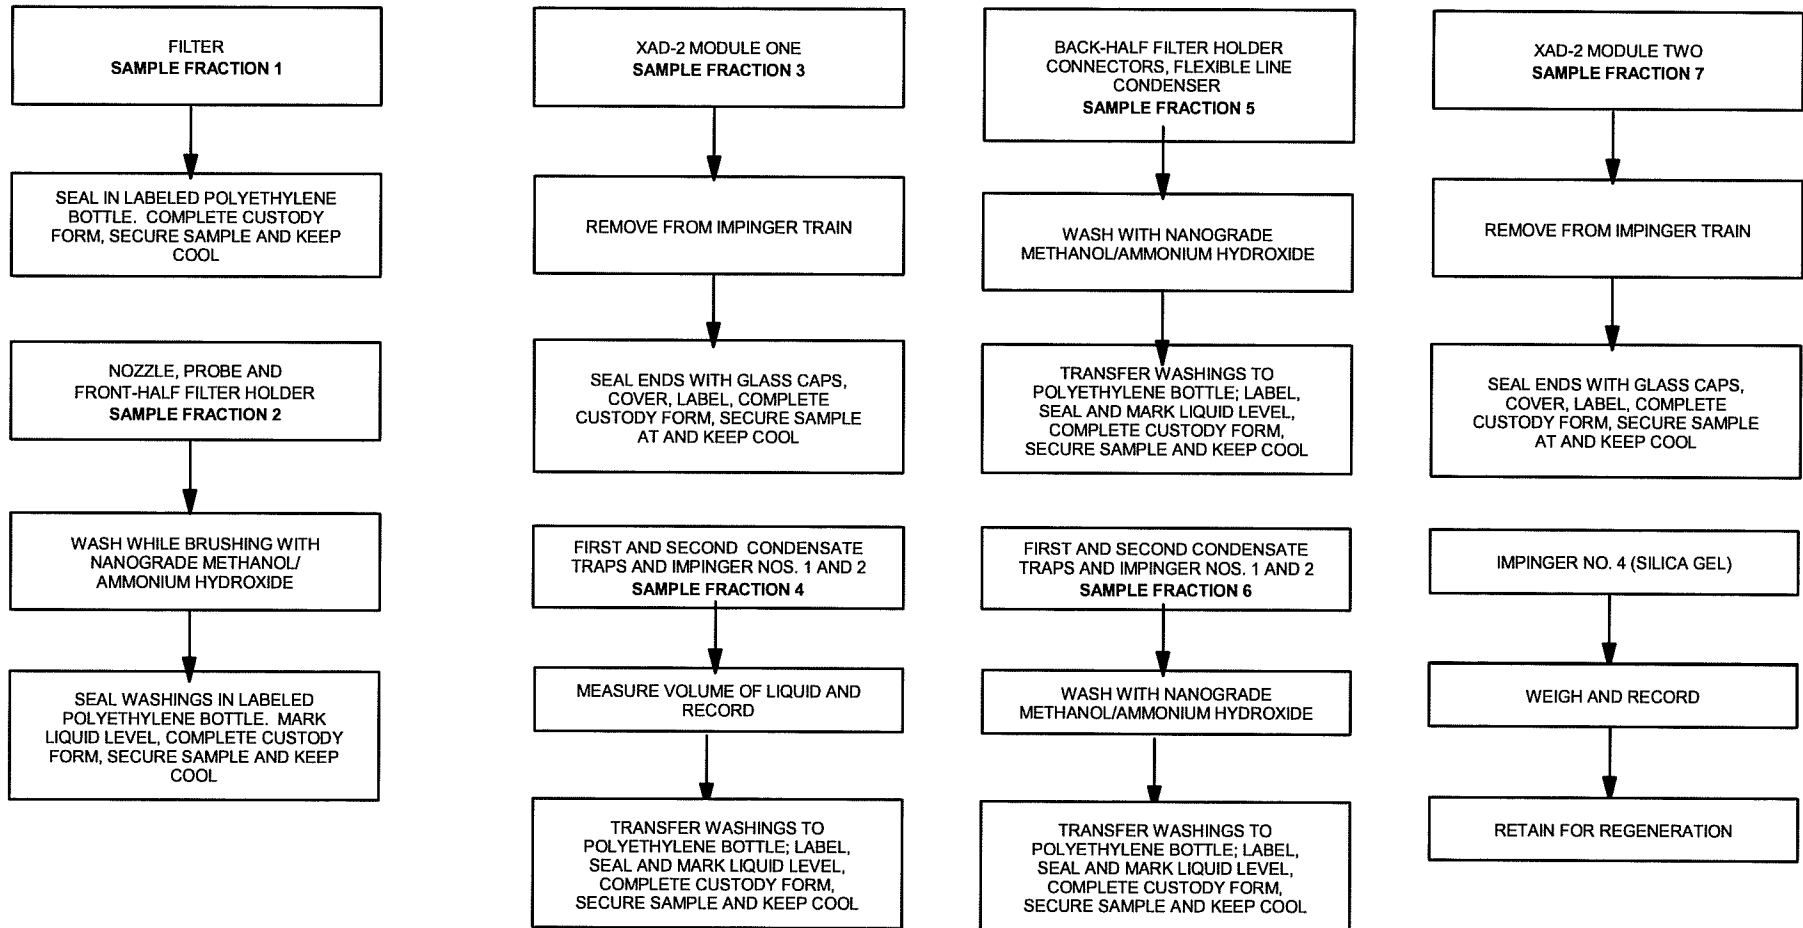 FILTER
SAMPLE FRACTION 1
SEAL IN LABELED POLYETHYLENE
BOTTLE. COMPLETE CUSTODY
FORM, SECURE SAMPLE AND KEEP
COOL
NOZZLE, PROBE AND
FRONT-HALF FILTER HOLDER
SAMPLE FRACTION 2
WASH WHILE BRUSHING WITH
NANOGRADE METHANOL/
AMMONIUM HYDROXIDE
SEAL WASHINGS IN LABELED
POLYETHYLENE BOTTLE. MARK
LIQUID LEVEL, COMPLETE CUSTODY
FORM, SECURE SAMPLE AND KEEP
COOL
XAD-2 MODULE ONE
SAMPLE FRACTION 3
REMOVE FROM IMPINGER TRAIN
SEAL ENDS WITH GLASS CAPS,
COVER, LABEL, COMPLETE
CUSTODY FORM, SECURE SAMPLE
AT AND KEEP COOL
FIRST AND SECOND CONDENSATE
TRAPS AND IMPINGER NOS. 1 AND 2
SAMPLE FRACTION 4
MEASURE VOLUME OF LIQUID AND
RECORD
TRANSFER WASHINGS TO
POLYETHYLENE BOTTLE; LABEL,
SEAL AND MARK LIQUID LEVEL,
COMPLETE CUSTODY FORM,
SECURE SAMPLE AND KEEP COOL
BACK-HALF FILTER HOLDER
CONNECTORS, FLEXIBLE LINE
CONDENSER
SAMPLE FRACTION 5
WASH WITH NANOGRADE
METHANOL/AMMONIUM HYDROXIDE
TRANSFER WASHINGS TO
POLYETHYLENE BOTTLE; LABEL,
SEAL AND MARK LIQUID LEVEL,
COMPLETE CUSTODY FORM,
SECURE SAMPLE AND KEEP COOL
FIRST AND SECOND CONDENSATE
TRAPS AND IMPINGER NOS. 1 AND 2
SAMPLE FRACTION 6
WASH WITH NANOGRADE
METHANOL/AMMONIUM HYDROXIDE
TRANSFER WASHINGS TO
POLYETHYLENE BOTTLE; LABEL,
SEAL AND MARK LIQUID LEVEL,
COMPLETE CUSTODY FORM,
SECURE SAMPLE AND KEEP COOL
XAD-2 MODULE TWO
SAMPLE FRACTION 7
REMOVE FROM IMPINGER TRAIN
SEAL ENDS WITH GLASS CAPS,
COVER, LABEL, COMPLETE
CUSTODY FORM, SECURE SAMPLE
AT AND KEEP COOL
IMPINGER NO. 4 (SILICA GEL)
WEIGH AND RECORD
RETAIN FOR REGENERATION